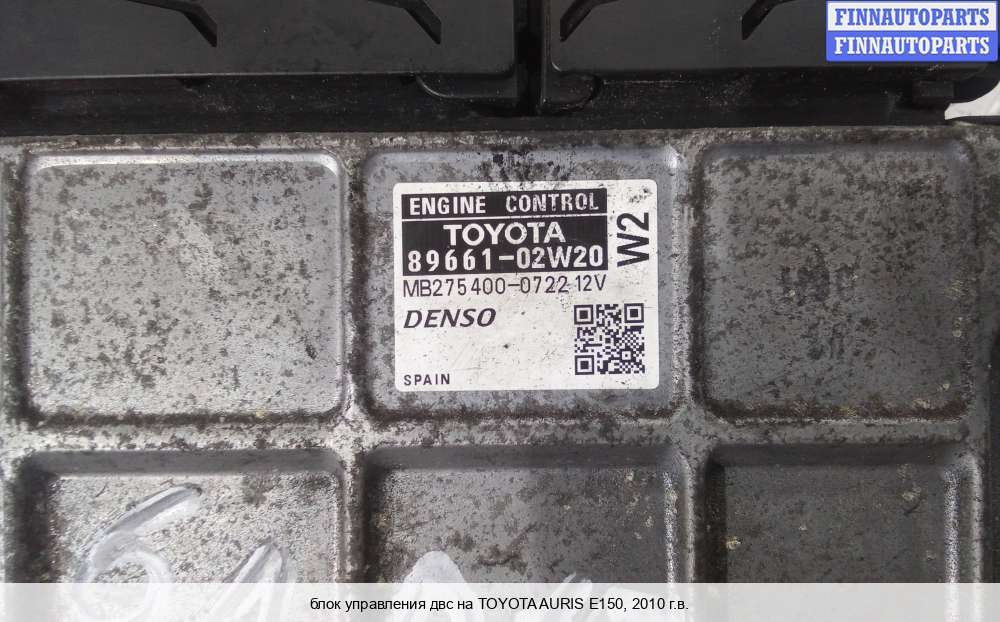 FINNAUTOPARTS
FINNAUTOPARTS
ENGINE CONTROL
TOYOTA
89661-02W20
W2
MB275400-0722 12V
DENSO
SPAIN
блок управления двс на TOYOTA AURIS E150, 2010 г.в.